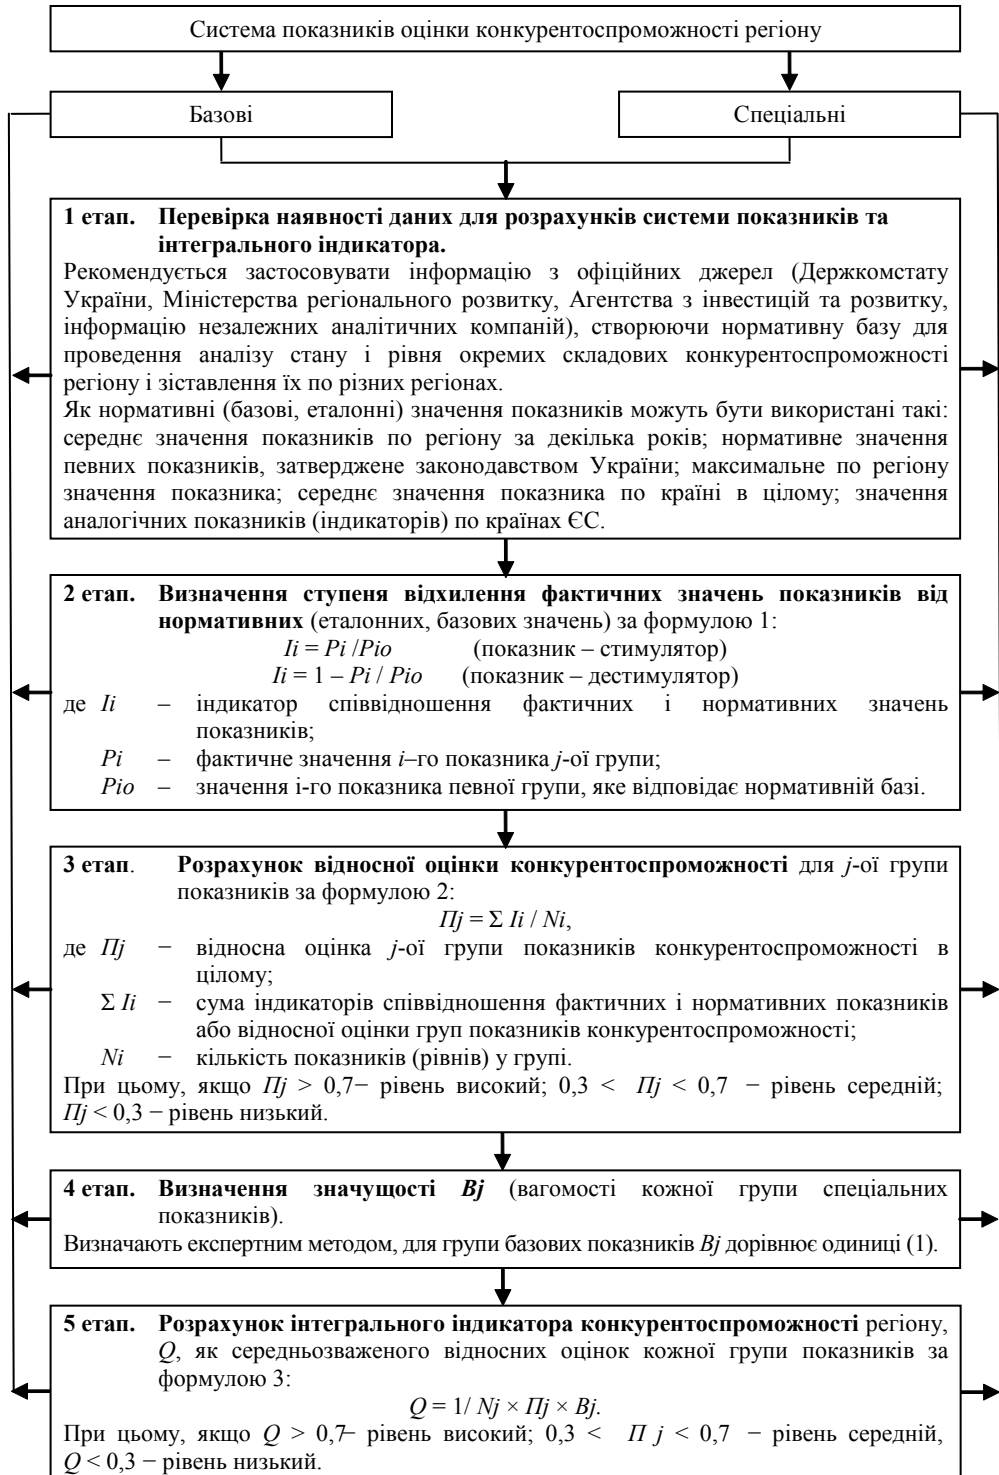 Система показників оцінки конкурентоспроможності регіону
Базові
Спеціальні
1 етап. Перевірка наявності даних для розрахунків системи показників та
інтегрального індикатора.
Рекомендується застосовувати інформацію з офіційних джерел (Держкомстату
України, Міністерства регіонального розвитку, Агентства з інвестицій та розвитку,
інформацію незалежних аналітичних компаній), створюючи нормативну базу для
проведення аналізу стану і рівня окремих складових конкурентоспроможності
регіону і зіставлення їх по різних регіонах.
Як нормативні (базові, еталонні) значення показників можуть бути використані такі:
середнє значення показників по регіону за декілька років; нормативне значення
певних показників, затверджене законодавством України; максимальне по регіону
значення показника; середнє значення показника по країні в цілому; значення
аналогічних показників (індикаторів) по країнах ЄС.
2 етап. Визначення ступеня відхилення фактичних значень показників від
нормативних (еталонних, базових значень) за формулою 1:
Ii = Pi /Pio (показник – стимулятор)
Ii = 1 – Pi / Pio (показник – дестимулятор)
де Ii – індикатор співвідношення фактичних і нормативних значень
показників;
Pi – фактичне значення i–го показника j-ої групи;
Pio – значення і-го показника певної групи, яке відповідає нормативній базі.
3 етап. Розрахунок відносної оцінки конкурентоспроможності для j-ої групи
показників за формулою 2:
Пj = Σ Ii / Ni,
де Пj − відносна оцінка j-ої групи показників конкурентоспроможності в
цілому;
Σ Ii − сума індикаторів співвідношення фактичних і нормативних показників
або відносної оцінки груп показників конкурентоспроможності;
Ni − кількість показників (рівнів) у групі.
При цьому, якщо Пj > 0,7− рівень високий; 0,3 < Пj < 0,7 − рівень середній;
Пj < 0,3 − рівень низький.
4 етап. Визначення значущості Bj (вагомості кожної групи спеціальних
показників).
Визначають експертним методом, для групи базових показників Bj дорівнює одиниці (1).
5 етап. Розрахунок інтегрального індикатора конкурентоспроможності регіону,
Q, як середньозваженого відносних оцінок кожної групи показників за
формулою 3:
Q = 1/ Nj × Пj × Bj.
При цьому, якщо Q > 0,7− рівень високий; 0,3 < П j < 0,7 − рівень середній,
Q < 0,3 − рівень низький.